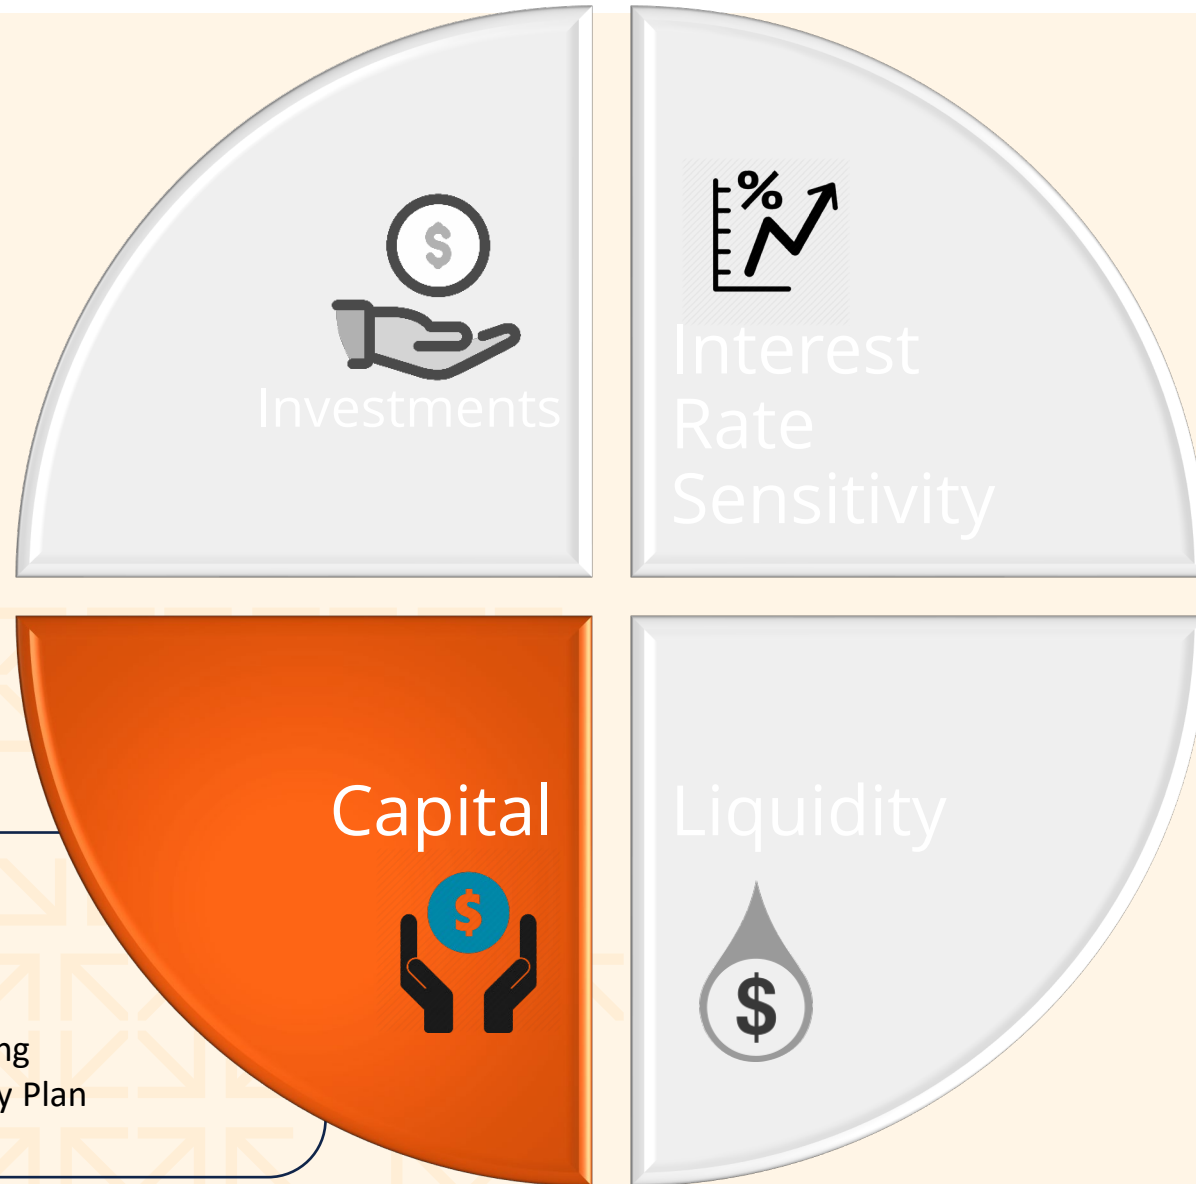 $
%
Investments
Interest
Rate
Sensitivity
Capital
$
Liquidity
$
ng
y Plan